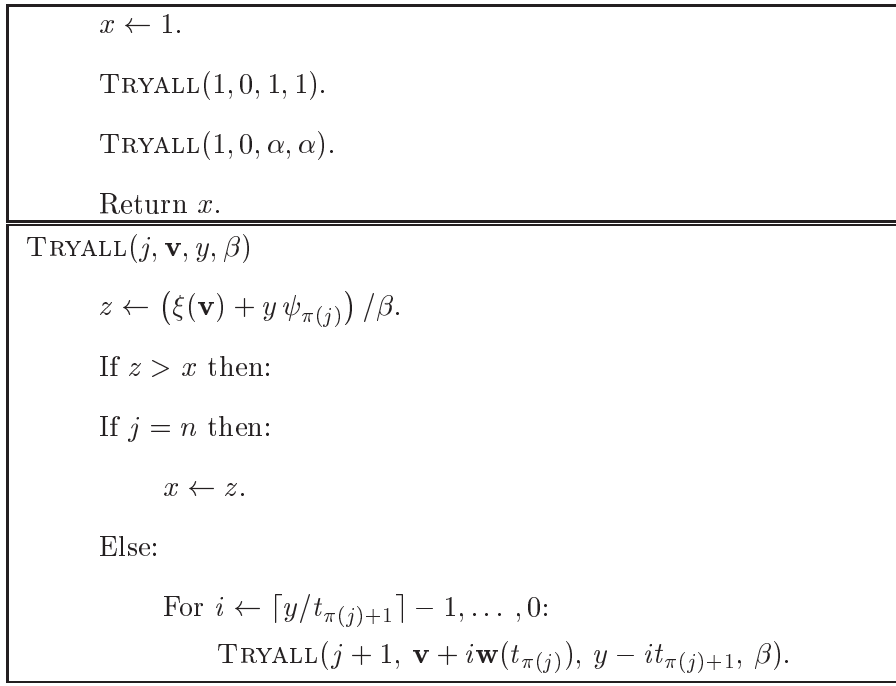 x ← 1.
TRYALL(1, 0, 1, 1).
TRYALL(1, 0, α, α).
Return x.
TRYALL(j, v, y, β)
z ← (ξ(v) + y ψ_{π(j)}) /β.
If z > x then:
If j = n then:
x ← z.
Else:
For i ← ⌈y/t_{π(j)+1}⌉ − 1, . . . , 0:
TRYALL(j + 1, v + iw(t_{π(j)}), y − it_{π(j)+1}, β).